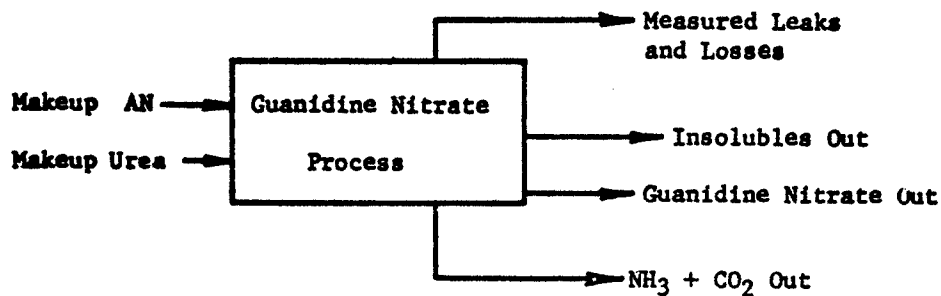 Measured Leaks
and Losses
Makeup AN
Guanidine Nitrate
Process
Insolubles Out
Makeup Urea
Guanidine Nitrate Out
NH3 + CO2 Out